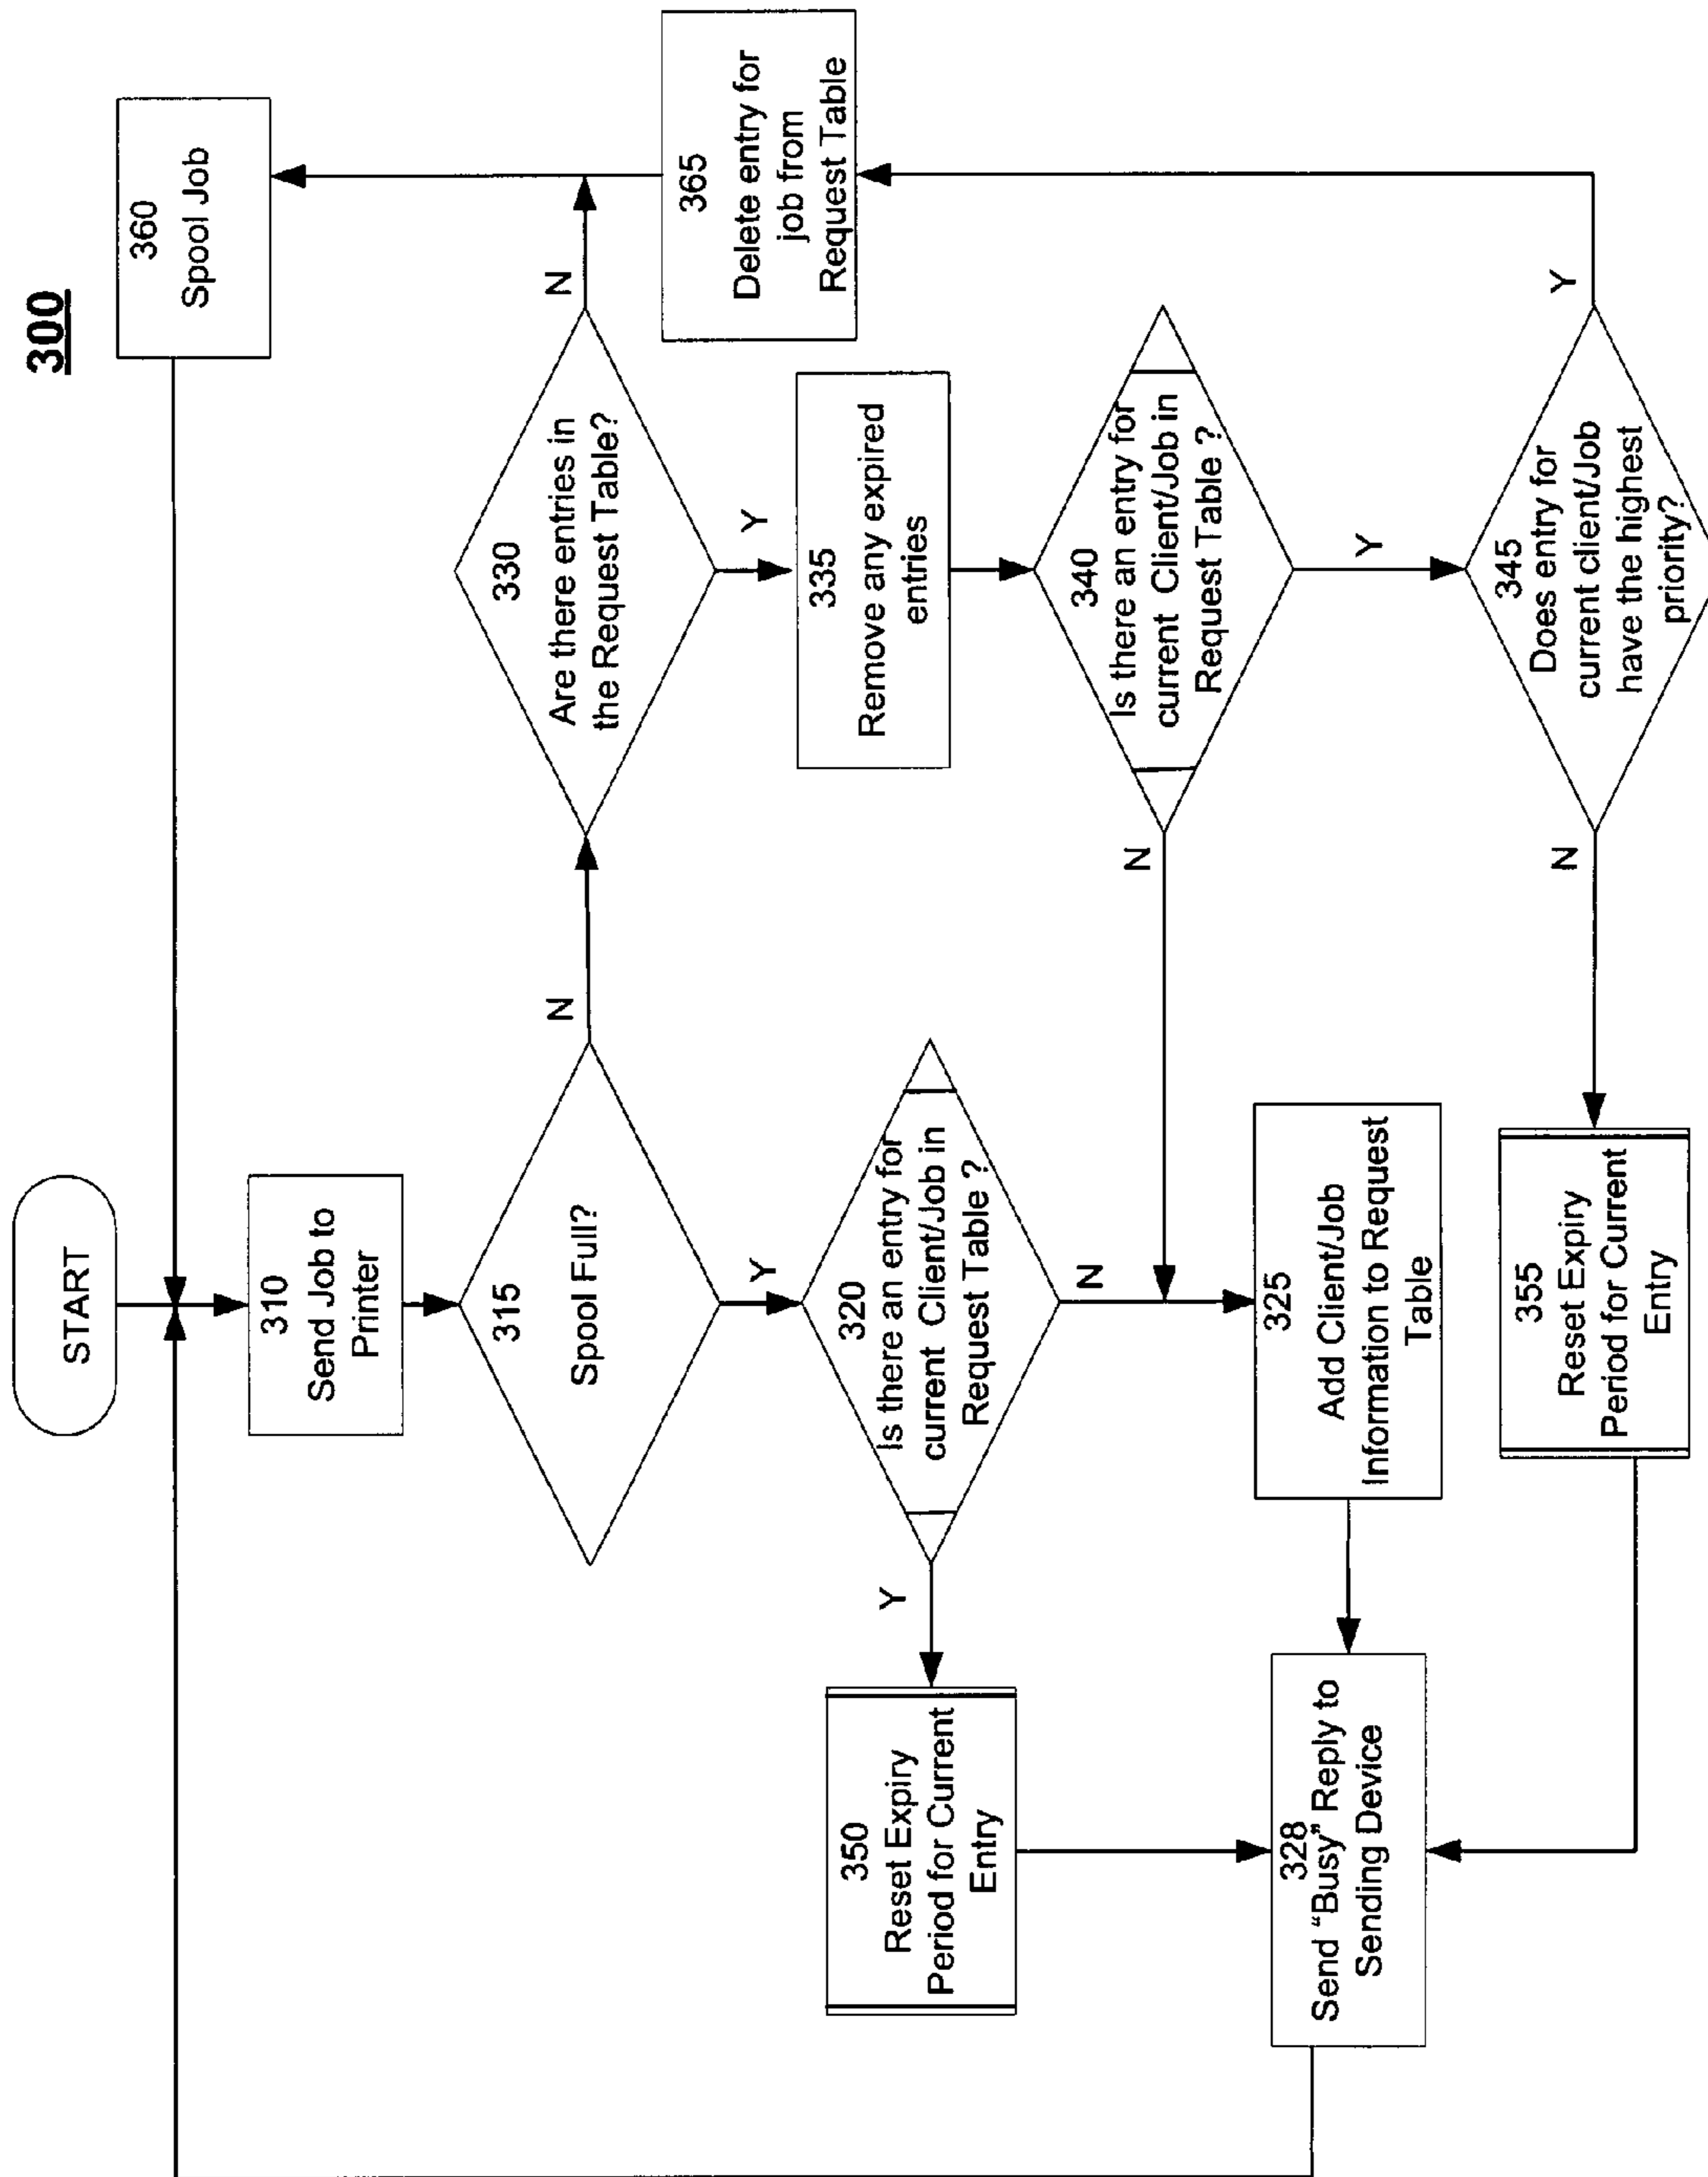 300
START
310
Send Job to
Printer
315
Spool Full?
N
Y
320
Is there an entry for
current Client/Job in
Request Table ?
Y
N
350
Reset Expiry
Period for Current
Entry
325
Add Client/Job
Information to Request
Table
328
Send "Busy" Reply to
Sending Device
330
Are there entries in
the Request Table?
N
Y
335
Remove any expired
entries
340
Is there an entry for
current Client/Job in
Request Table ?
N
Y
345
Does entry for
current client/Job
have the highest
priority?
N
Y
355
Reset Expiry
Period for Current
Entry
360
Spool Job
365
Delete entry for
job from
Request Table